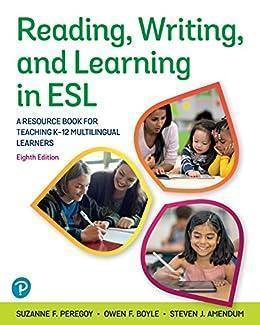 Reading, Writing,
and Learning
in ESL
A RESOURCE BOOK FOR
TEACHING K–12 MULTILINGUAL
LEARNERS
Eighth Edition
P
SUZANNE F. PEREGOY • OWEN F. BOYLE • STEVEN J. AMENDUM